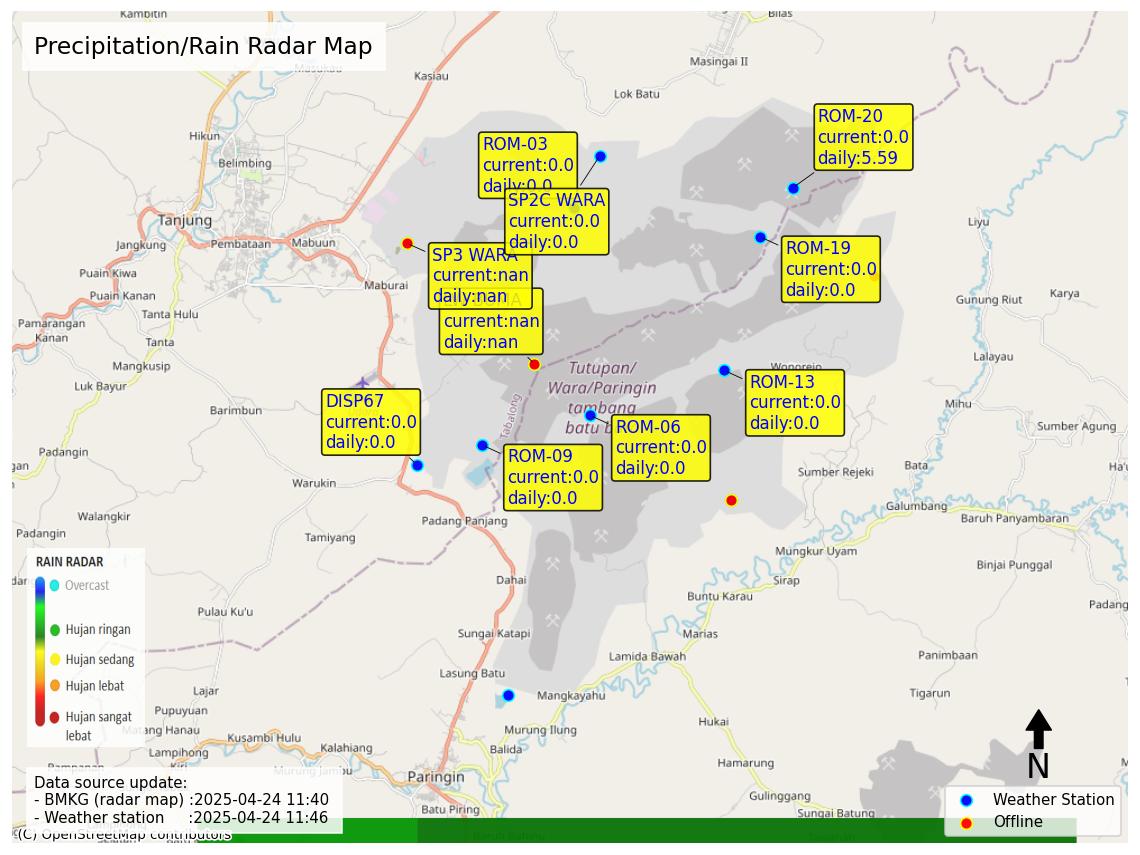 Precipitation/Rain Radar Map
Kambitin
Masukau
Kasiau
Bilas
Masingai II
Lok Batu
Hikun
Belimbing
Tanjung
Jangkung
Pembataan
Mabuun
Maburai
Puain Kiwa
Puain Kanan
Tanta Hulu
Pamarangan
Kanan
Tanta
Mangkusip
Luk Bayur
Barimbun
Padangin
Warukin
Walangkir
Padangin
Tamiyang
Padang Panjang
Dahai
Pulau Ku'u
Sungai Katapi
Lasung Batu
Lajar
Pupuyuan
Matang Hanau
Lampihong
Kusambi Hulu
Kiri
Kalahiang
Pampanan
Murung Jambu
Paringin
Batu Piring
Balida
Murung Ilung
Mangkayahu
Lamida Bawah
Marias
Buntu Karau
Sirap
Mungkur Uyam
Hukai
Hamarung
Gulinggang
Sungai Batung
Tigarun
Panimbaan
Binjai Punggal
Padang
Baruh Panyambaran
Galumbang
Bata
Sumber Rejeki
Sumber Agung
Ha'u
Mihu
Lalayau
Gunung Riut
Karya
Liyu
Wonorejo
Tabalong
Tutupan/
Wara/Paringin
tambang
batu b
ROM-03
current:0.0
daily:0.0
SP2C WARA
current:0.0
daily:0.0
SP3 WARA
current:nan
daily:nan
current:nan
daily:nan
ROM-20
current:0.0
daily:5.59
ROM-19
current:0.0
daily:0.0
ROM-13
current:0.0
daily:0.0
ROM-06
current:0.0
daily:0.0
ROM-09
current:0.0
daily:0.0
DISP67
current:0.0
daily:0.0
RAIN RADAR
Overcast
Hujan ringan
Hujan sedang
Hujan lebat
Hujan sangat
lebat
Data source update:
- BMKG (radar map) :2025-04-24 11:40
- Weather station :2025-04-24 11:46
(C) OpenStreetMap contributors
N
Weather Station
Offline